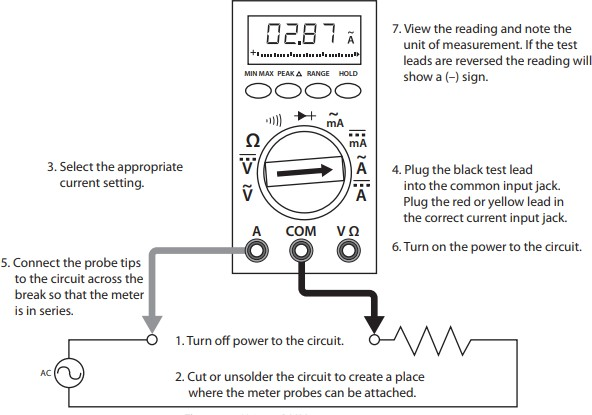 02.87 Ã
+
MIN MAX PEAK Δ RANGE HOLD
mA
mA
Ω
V
A
V
A
A COM V Ω
7. View the reading and note the
unit of measurement. If the test
leads are reversed the reading will
show a (–) sign.
3. Select the appropriate
current setting.
4. Plug the black test lead
into the common input jack.
Plug the red or yellow lead in
the correct current input jack.
6. Turn on the power to the circuit.
5. Connect the probe tips
to the circuit across the
break so that the meter
is in series.
1. Turn off power to the circuit.
AC
2. Cut or unsolder the circuit to create a place
where the meter probes can be attached.